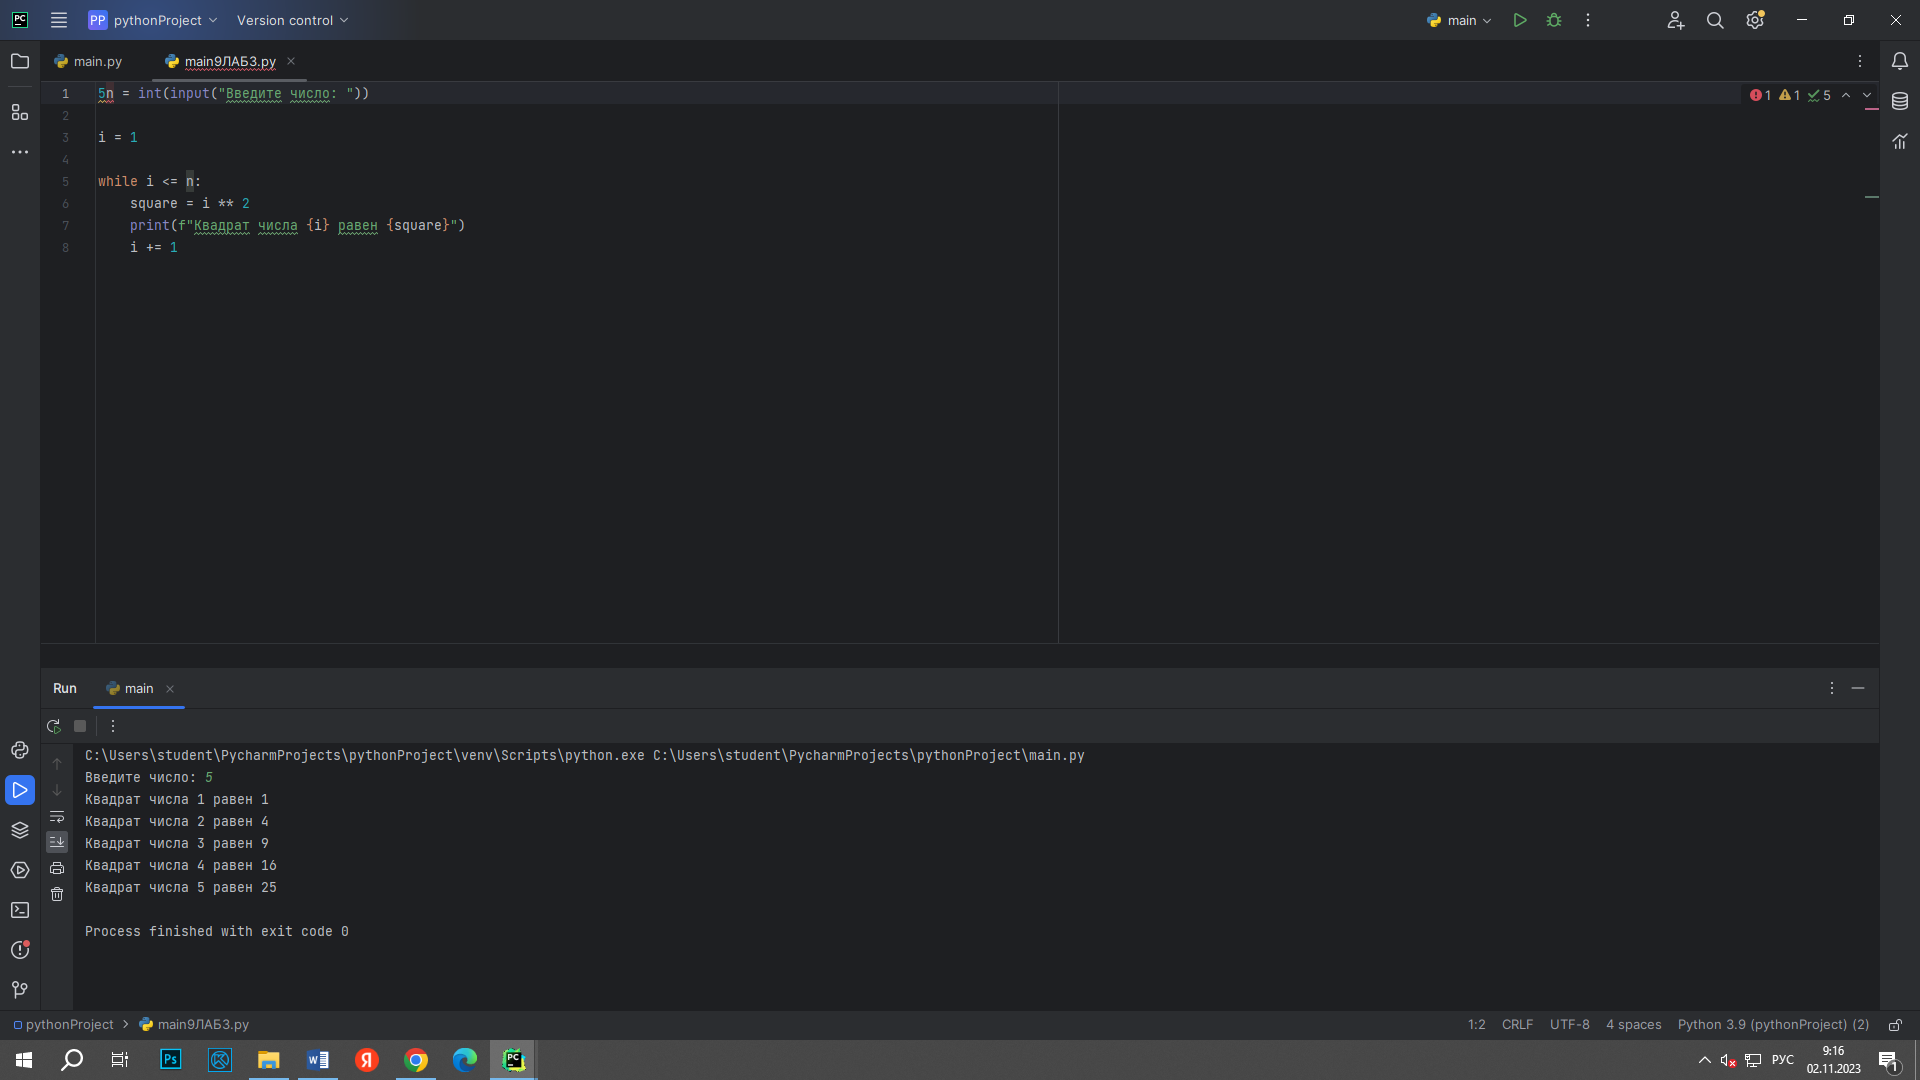 PC PP pythonProject Version control main
main.py main9ЛАБ3.py
1 5n = int(input("Введите число: ")) 1 1 5
2
3 i = 1
4
5 while i <= n:
6 square = i ** 2
7 print(f"Квадрат числа {i} равен {square}")
8 i += 1
Run main
C:\Users\student\PycharmProjects\pythonProject\venv\Scripts\python.exe C:\Users\student\PycharmProjects\pythonProject\main.py
Введите число: 5
Квадрат числа 1 равен 1
Квадрат числа 2 равен 4
Квадрат числа 3 равен 9
Квадрат числа 4 равен 16
Квадрат числа 5 равен 25
Process finished with exit code 0
pythonProject > main9ЛАБ3.py 1:2 CRLF UTF-8 4 spaces Python 3.9 (pythonProject) (2)
Ps W Я PC РУС 9:16 1
02.11.2023